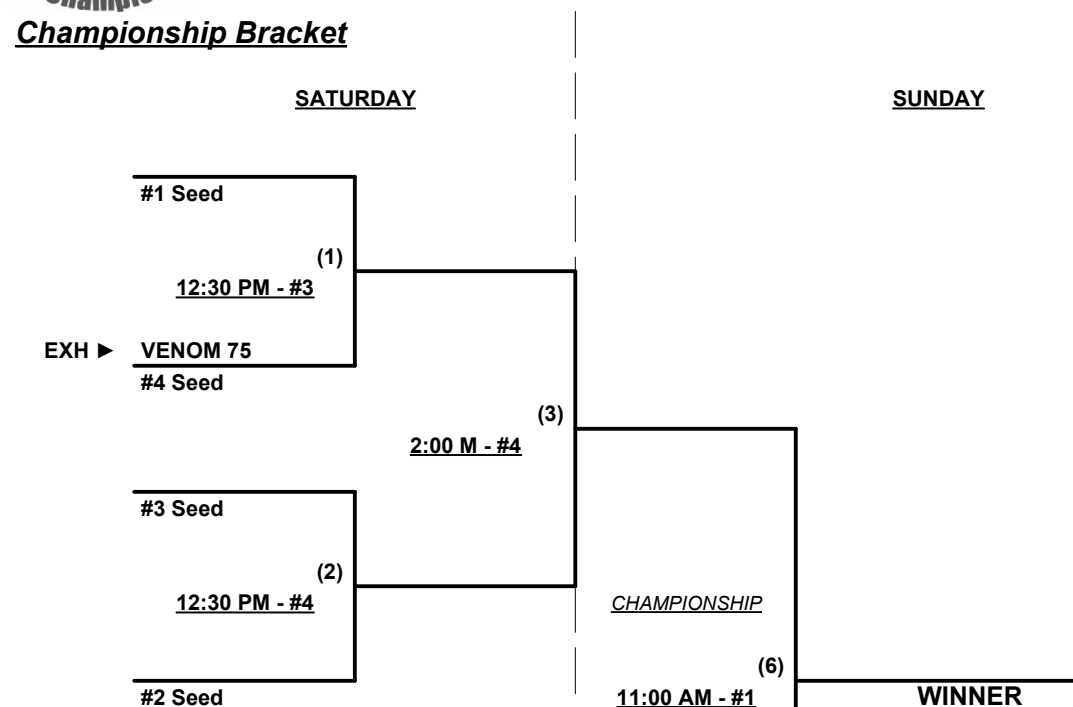 Championship Bracket
SATURDAY
SUNDAY
#1 Seed
(1)
12:30 PM - #3
EXH ► VENOM 75
#4 Seed
(3)
2:00 M - #4
#3 Seed
(2)
12:30 PM - #4
CHAMPIONSHIP
(6)
#2 Seed
11:00 AM - #1
WINNER